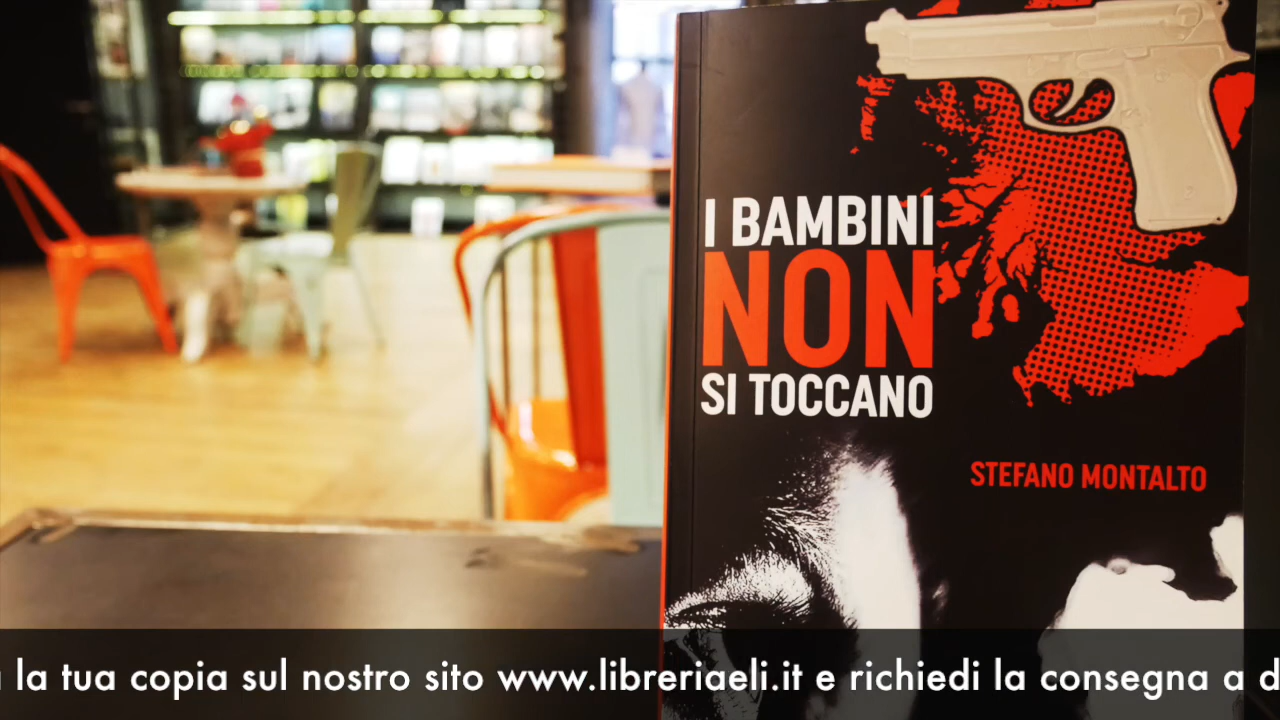 I BAMBINI
NON
SI TOCCANO
STEFANO MONTALTO
la tua copia sul nostro sito www.libreriaeli.it e richiedi la consegna a